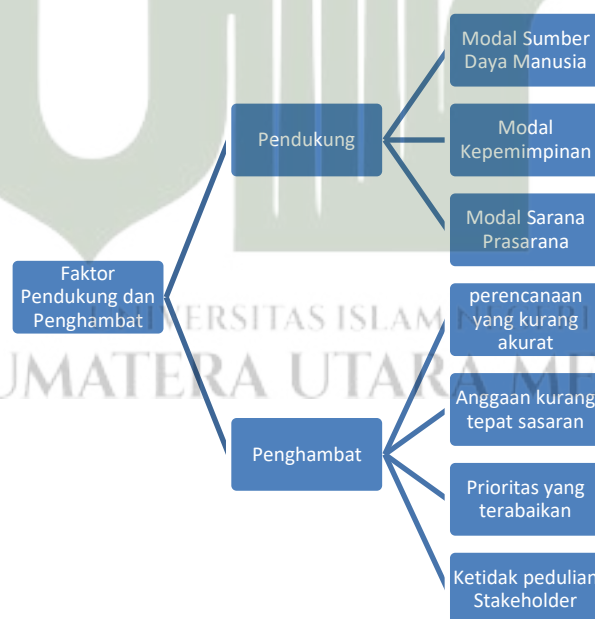 Modal Sumber
Daya Manusia
Pendukung
Modal
Kepemimpinan
Modal Sarana
Prasarana
Faktor
Pendukung dan
Penghambat
perencanaan
yang kurang
akurat
UNIVERSITAS ISLAM NEGERI
SUMATERA UTARA
Anggaan kurang
tepat sasaran
Penghambat
Prioritas yang
terabaikan
Ketidak pedulian
Stakeholder